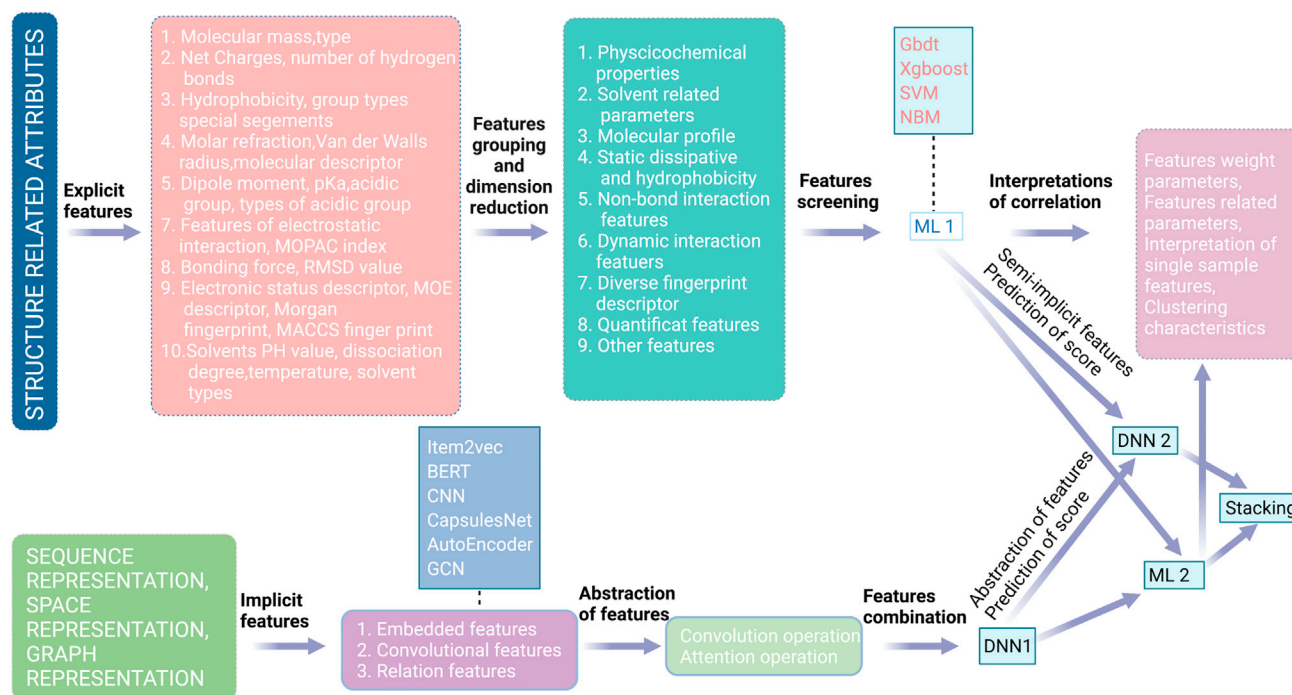 STRUCTURE RELATED ATTRIBUTES
Explicit
features
1. Molecular mass,type
2. Net Charges, number of hydrogen
bonds
3. Hydrophobicity, group types
special segements
4. Molar refraction,Van der Walls
radius,molecular descriptor
5. Dipole moment, pKa,acidic
group, types of acidic group
7. Features of electrostatic
interaction, MOPAC index
8. Bonding force, RMSD value
9. Electronic status descriptor, MOE
descriptor, Morgan
fingerprint, MACCS finger print
10.Solvents PH value, dissociation
degree,temperature, solvent
types
Features
grouping
and
dimension
reduction
1. Physcicochemical
properties
2. Solvent related
parameters
3. Molecular profile
4. Static dissipative
and hydrophobicity
5. Non-bond interaction
features
6. Dynamic interaction
featuers
7. Diverse fingerprint
descriptor
8. Quantificat features
9. Other features
Features
screening
Gbdt
Xgboost
SVM
NBM
ML 1
Interpretations
of correlation
Features weight
parameters,
Features related
parameters,
Interpretation of
single sample
features,
Clustering
characteristics
Semi-implicit features
Prediction of score
DNN 2
Stacking
ML 2
Abstraction of features
Prediction of score
SEQUENCE
REPRESENTATION,
SPACE
REPRESENTATION,
GRAPH
REPRESENTATION
Implicit
features
Item2vec
BERT
CNN
CapsulesNet
AutoEncoder
GCN
1. Embedded features
2. Convolutional features
3. Relation features
Abstraction
of features
Convolution operation
Attention operation
Features
combination
DNN1